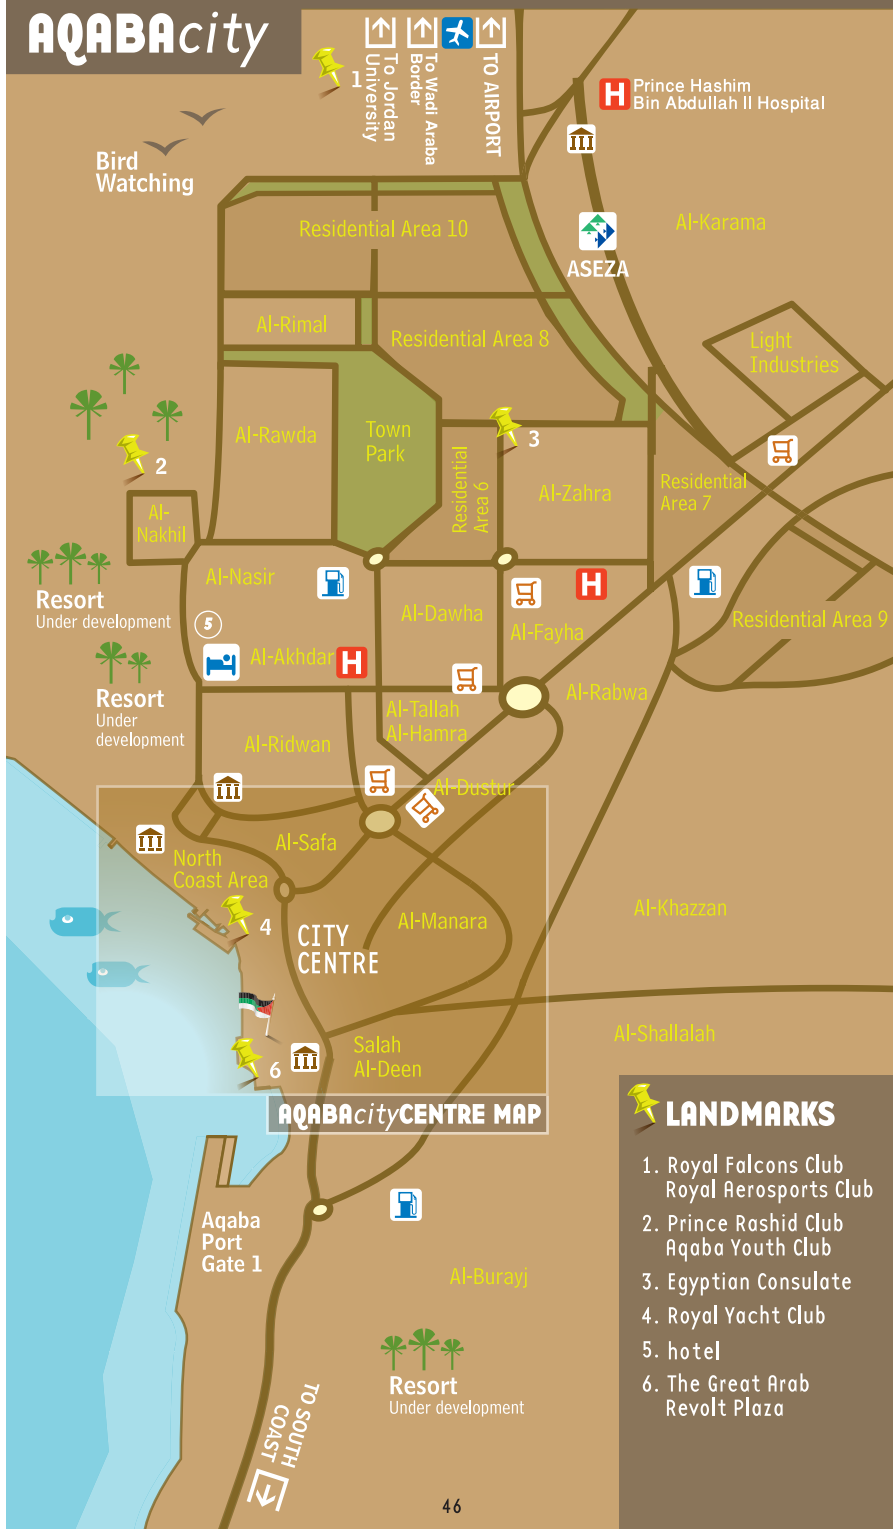 AQABAcity
1
To Jordan
University
To Wadi Araba
Border
TO AIRPORT
H
Prince Hashim
Bin Abdullah II Hospital
Bird
Watching
Residential Area 10
Al-Karama
ASEZA
Al-Rimal
Residential Area 8
Light
Industries
Al-Rawda
Town
Park
3
2
Residential
Area 6
Al-Zahra
Residential
Area 7
Al-
Nakhil
Al-Nasir
H
Resort
Under development
Al-Dawha
5
Al-Fayha
Residential Area 9
Al-Akhdar
H
Resort
Under
development
Al-Rabwa
Al-Tallah
Al-Hamra
Al-Ridwan
Al-Dustur
Al-Safa
North
Coast Area
4
CITY
CENTRE
Al-Manara
Al-Khazzan
Al-Shallalah
Salah
Al-Deen
6
AQABAcityCENTRE MAP
Aqaba
Port
Gate 1
Al-Burayj
Resort
Under development
TO SOUTH
COAST
LANDMARKS
1. Royal Falcons Club
Royal Aerosports Club
2. Prince Rashid Club
Aqaba Youth Club
3. Egyptian Consulate
4. Royal Yacht Club
5. hotel
6. The Great Arab
Revolt Plaza
46